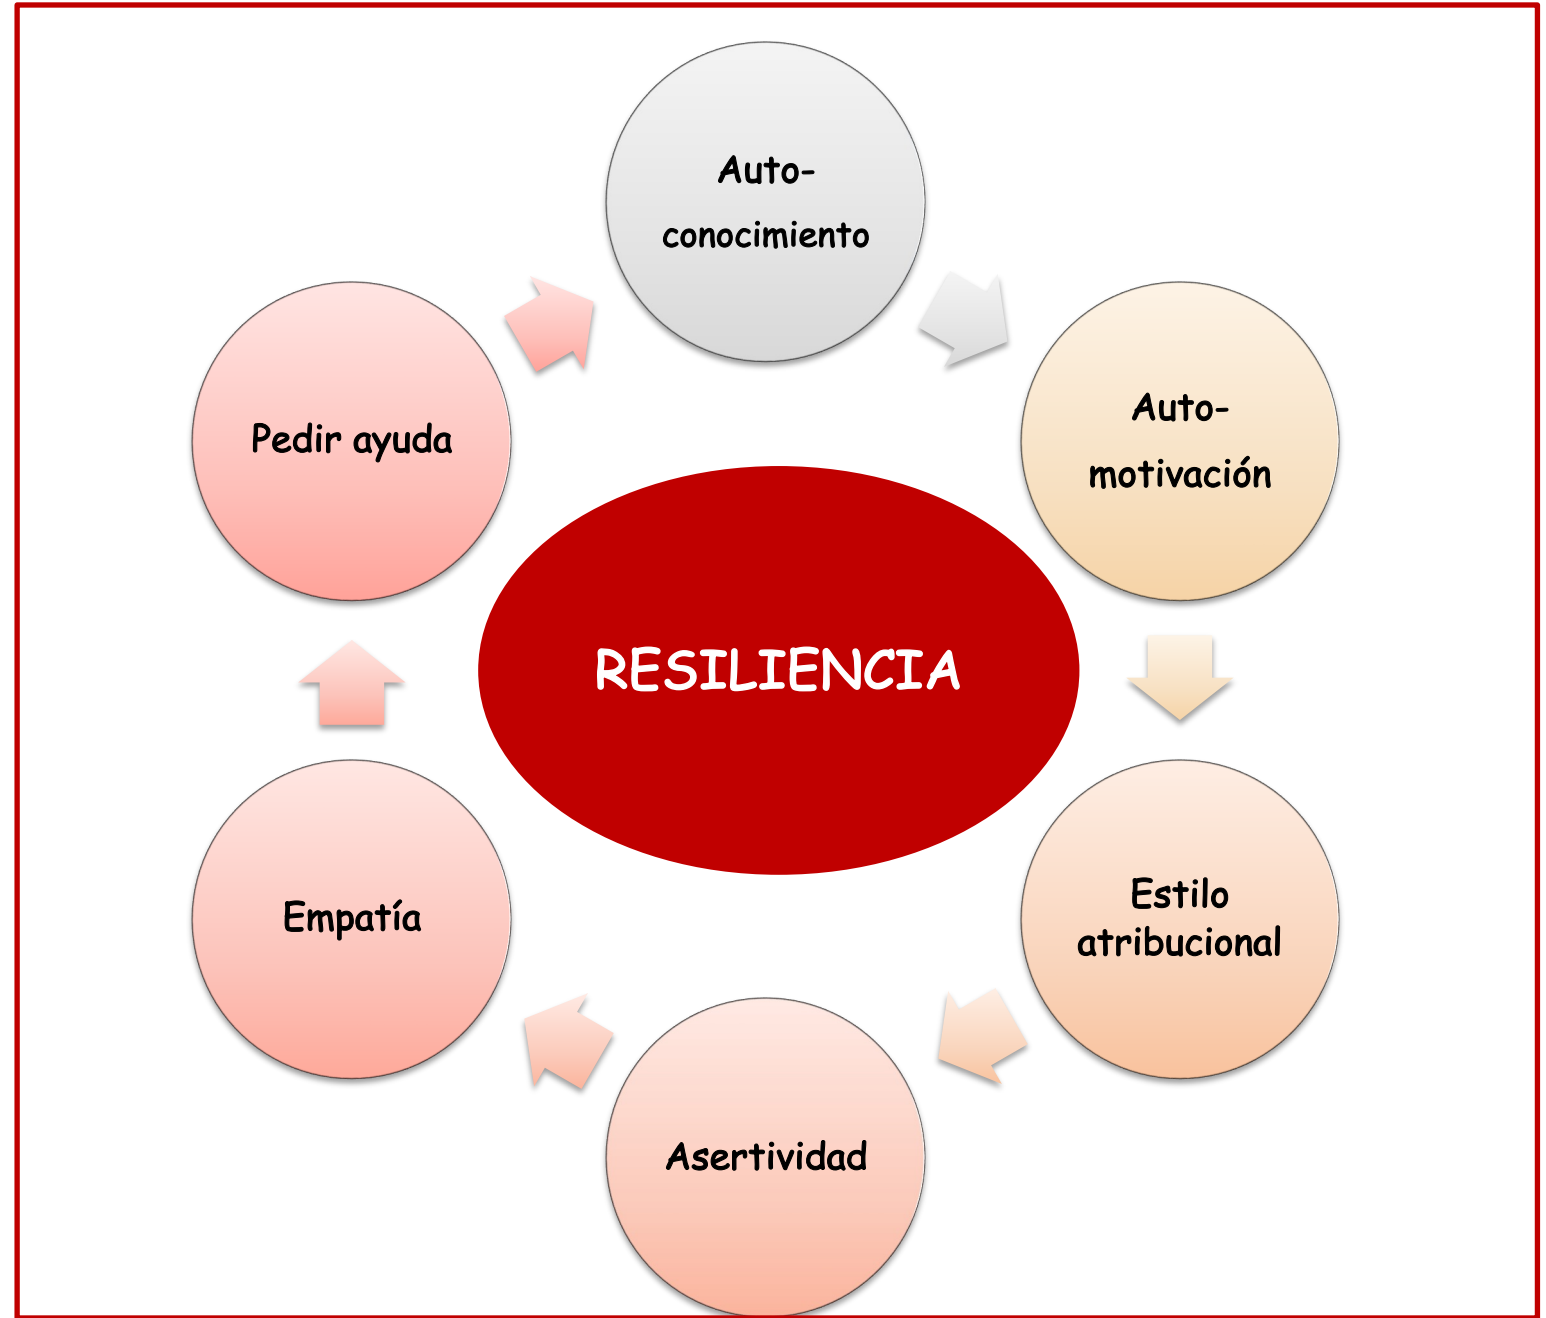 Auto-
conocimiento
Auto-
motivación
Estilo
atribucional
Asertividad
Empatía
Pedir ayuda
RESILIENCIA